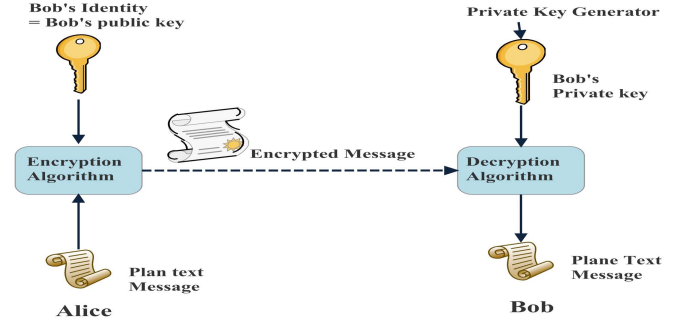 Bob's Identity
= Bob's public key
Private Key Generator
Bob's
Private key
Encryption
Algorithm
Encrypted Message
Decryption
Algorithm
Plan text
Message
Plane Text
Message
Alice
Bob